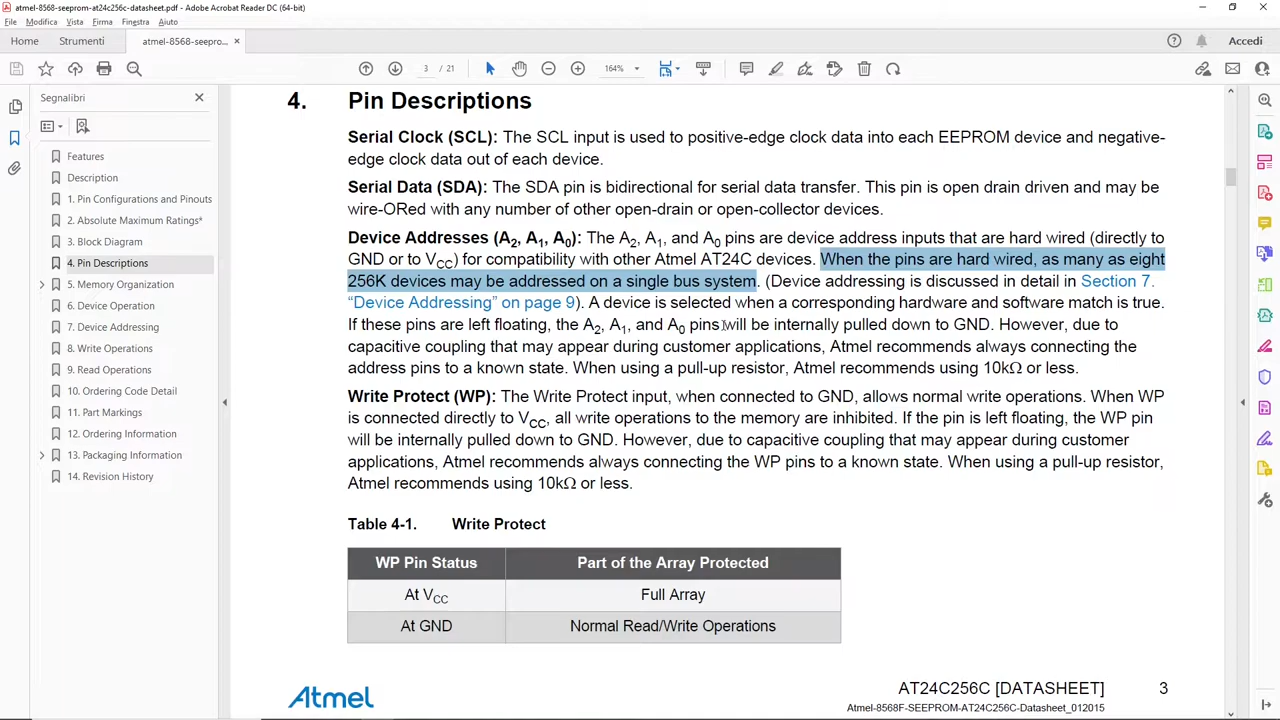 atmel-8568-seeprom-at24c256c-datasheet.pdf - Adobe Acrobat Reader DC (64-bit)
File Modifica Vista Firma Finestra Aiuto
Home Strumenti atmel-8568-seepro... × Accedi
3 / 21 164%
Segnalibri
Features
Description
1. Pin Configurations and Pinouts
2. Absolute Maximum Ratings*
3. Block Diagram
4. Pin Descriptions
5. Memory Organization
6. Device Operation
7. Device Addressing
8. Write Operations
9. Read Operations
10. Ordering Code Detail
11. Part Markings
12. Ordering Information
13. Packaging Information
14. Revision History
4. Pin Descriptions
Serial Clock (SCL): The SCL input is used to positive-edge clock data into each EEPROM device and negative-
edge clock data out of each device.
Serial Data (SDA): The SDA pin is bidirectional for serial data transfer. This pin is open drain driven and may be
wire-ORed with any number of other open-drain or open-collector devices.
Device Addresses (A2, A1, A0): The A2, A1, and A0 pins are device address inputs that are hard wired (directly to
GND or to VCC) for compatibility with other Atmel AT24C devices. When the pins are hard wired, as many as eight
256K devices may be addressed on a single bus system. (Device addressing is discussed in detail in Section 7.
“Device Addressing” on page 9). A device is selected when a corresponding hardware and software match is true.
If these pins are left floating, the A2, A1, and A0 pins will be internally pulled down to GND. However, due to
capacitive coupling that may appear during customer applications, Atmel recommends always connecting the
address pins to a known state. When using a pull-up resistor, Atmel recommends using 10kΩ or less.
Write Protect (WP): The Write Protect input, when connected to GND, allows normal write operations. When WP
is connected directly to VCC, all write operations to the memory are inhibited. If the pin is left floating, the WP pin
will be internally pulled down to GND. However, due to capacitive coupling that may appear during customer
applications, Atmel recommends always connecting the WP pins to a known state. When using a pull-up resistor,
Atmel recommends using 10kΩ or less.
Table 4-1. Write Protect
WP Pin Status Part of the Array Protected
At VCC Full Array
At GND Normal Read/Write Operations
Atmel
AT24C256C [DATASHEET] 3
Atmel-8568F-SEEPROM-AT24C256C-Datasheet_012015